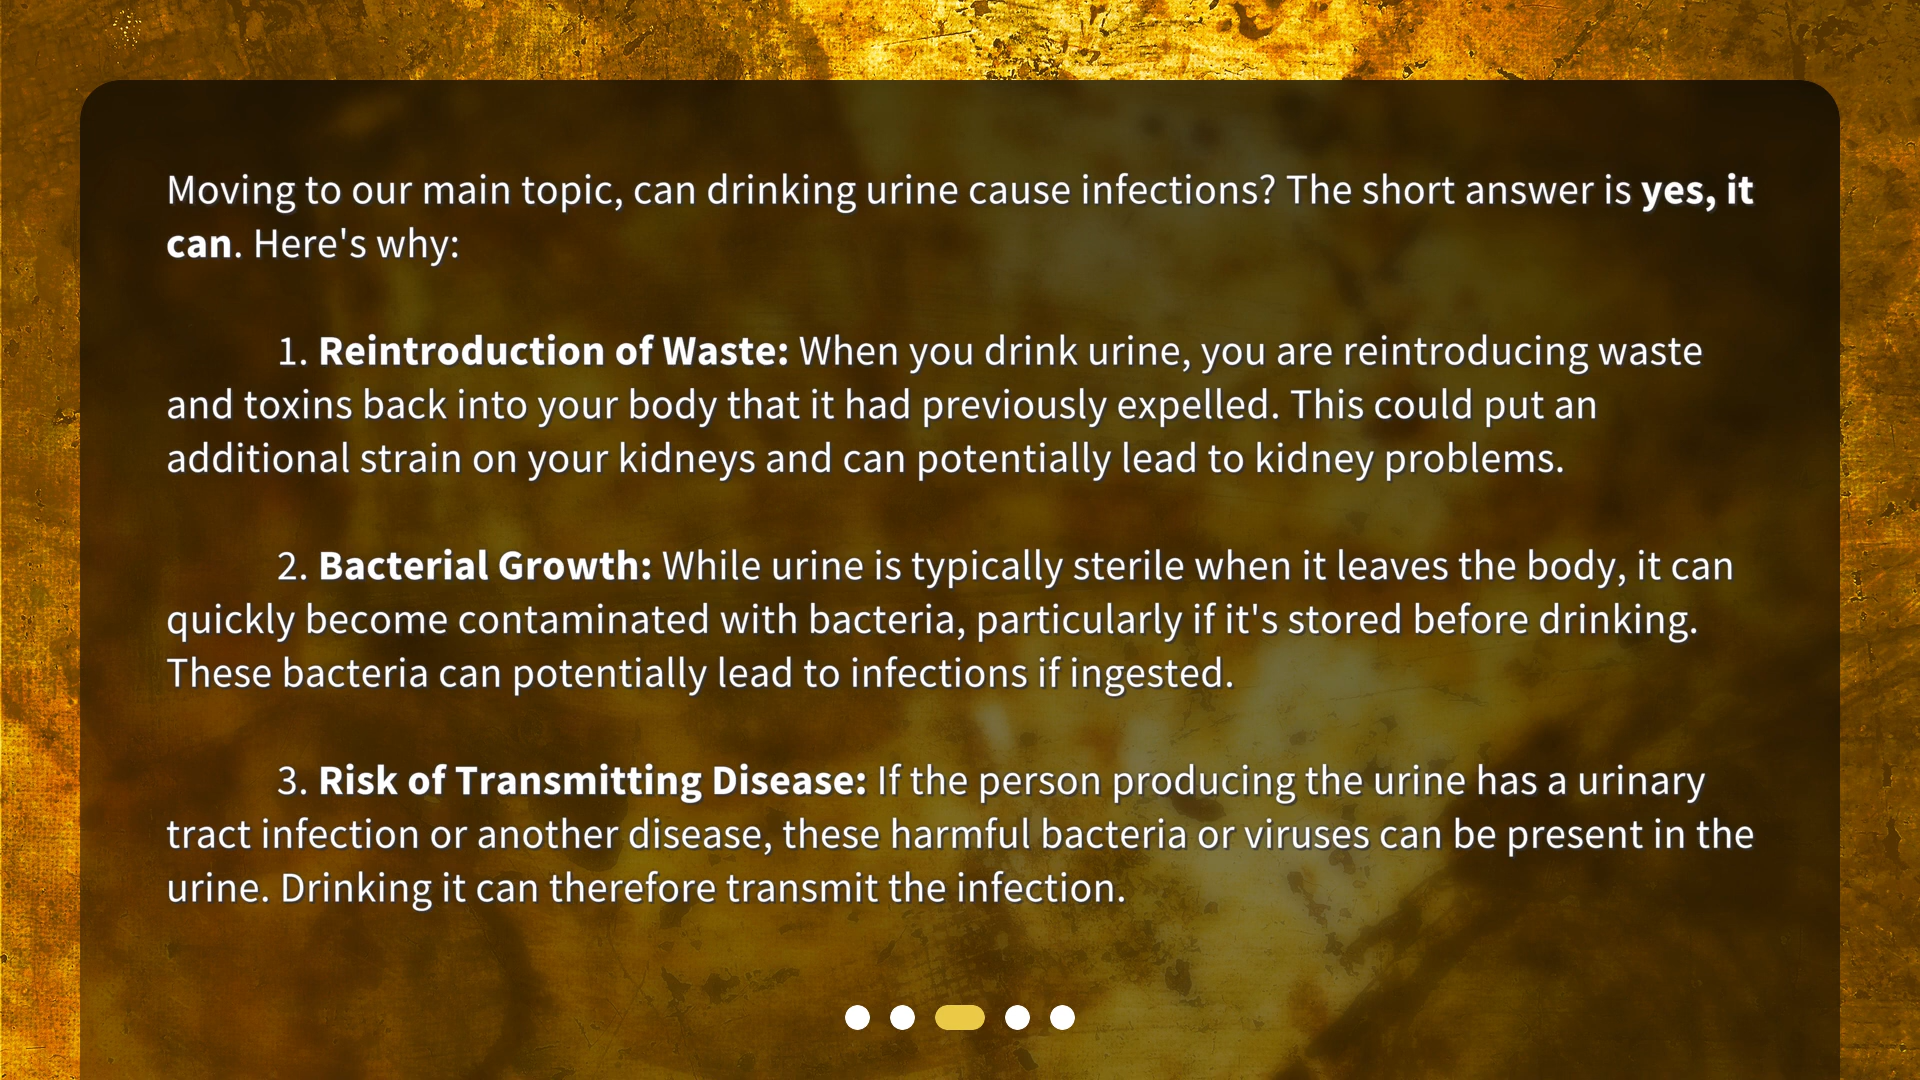 Moving to our main topic, can drinking urine cause infections? The short answer is yes, it
can. Here's why:
1. Reintroduction of Waste: When you drink urine, you are reintroducing waste
and toxins back into your body that it had previously expelled. This could put an
additional strain on your kidneys and can potentially lead to kidney problems.
2. Bacterial Growth: While urine is typically sterile when it leaves the body, it can
quickly become contaminated with bacteria, particularly if it's stored before drinking.
These bacteria can potentially lead to infections if ingested.
3. Risk of Transmitting Disease: If the person producing the urine has a urinary
tract infection or another disease, these harmful bacteria or viruses can be present in the
urine. Drinking it can therefore transmit the infection.